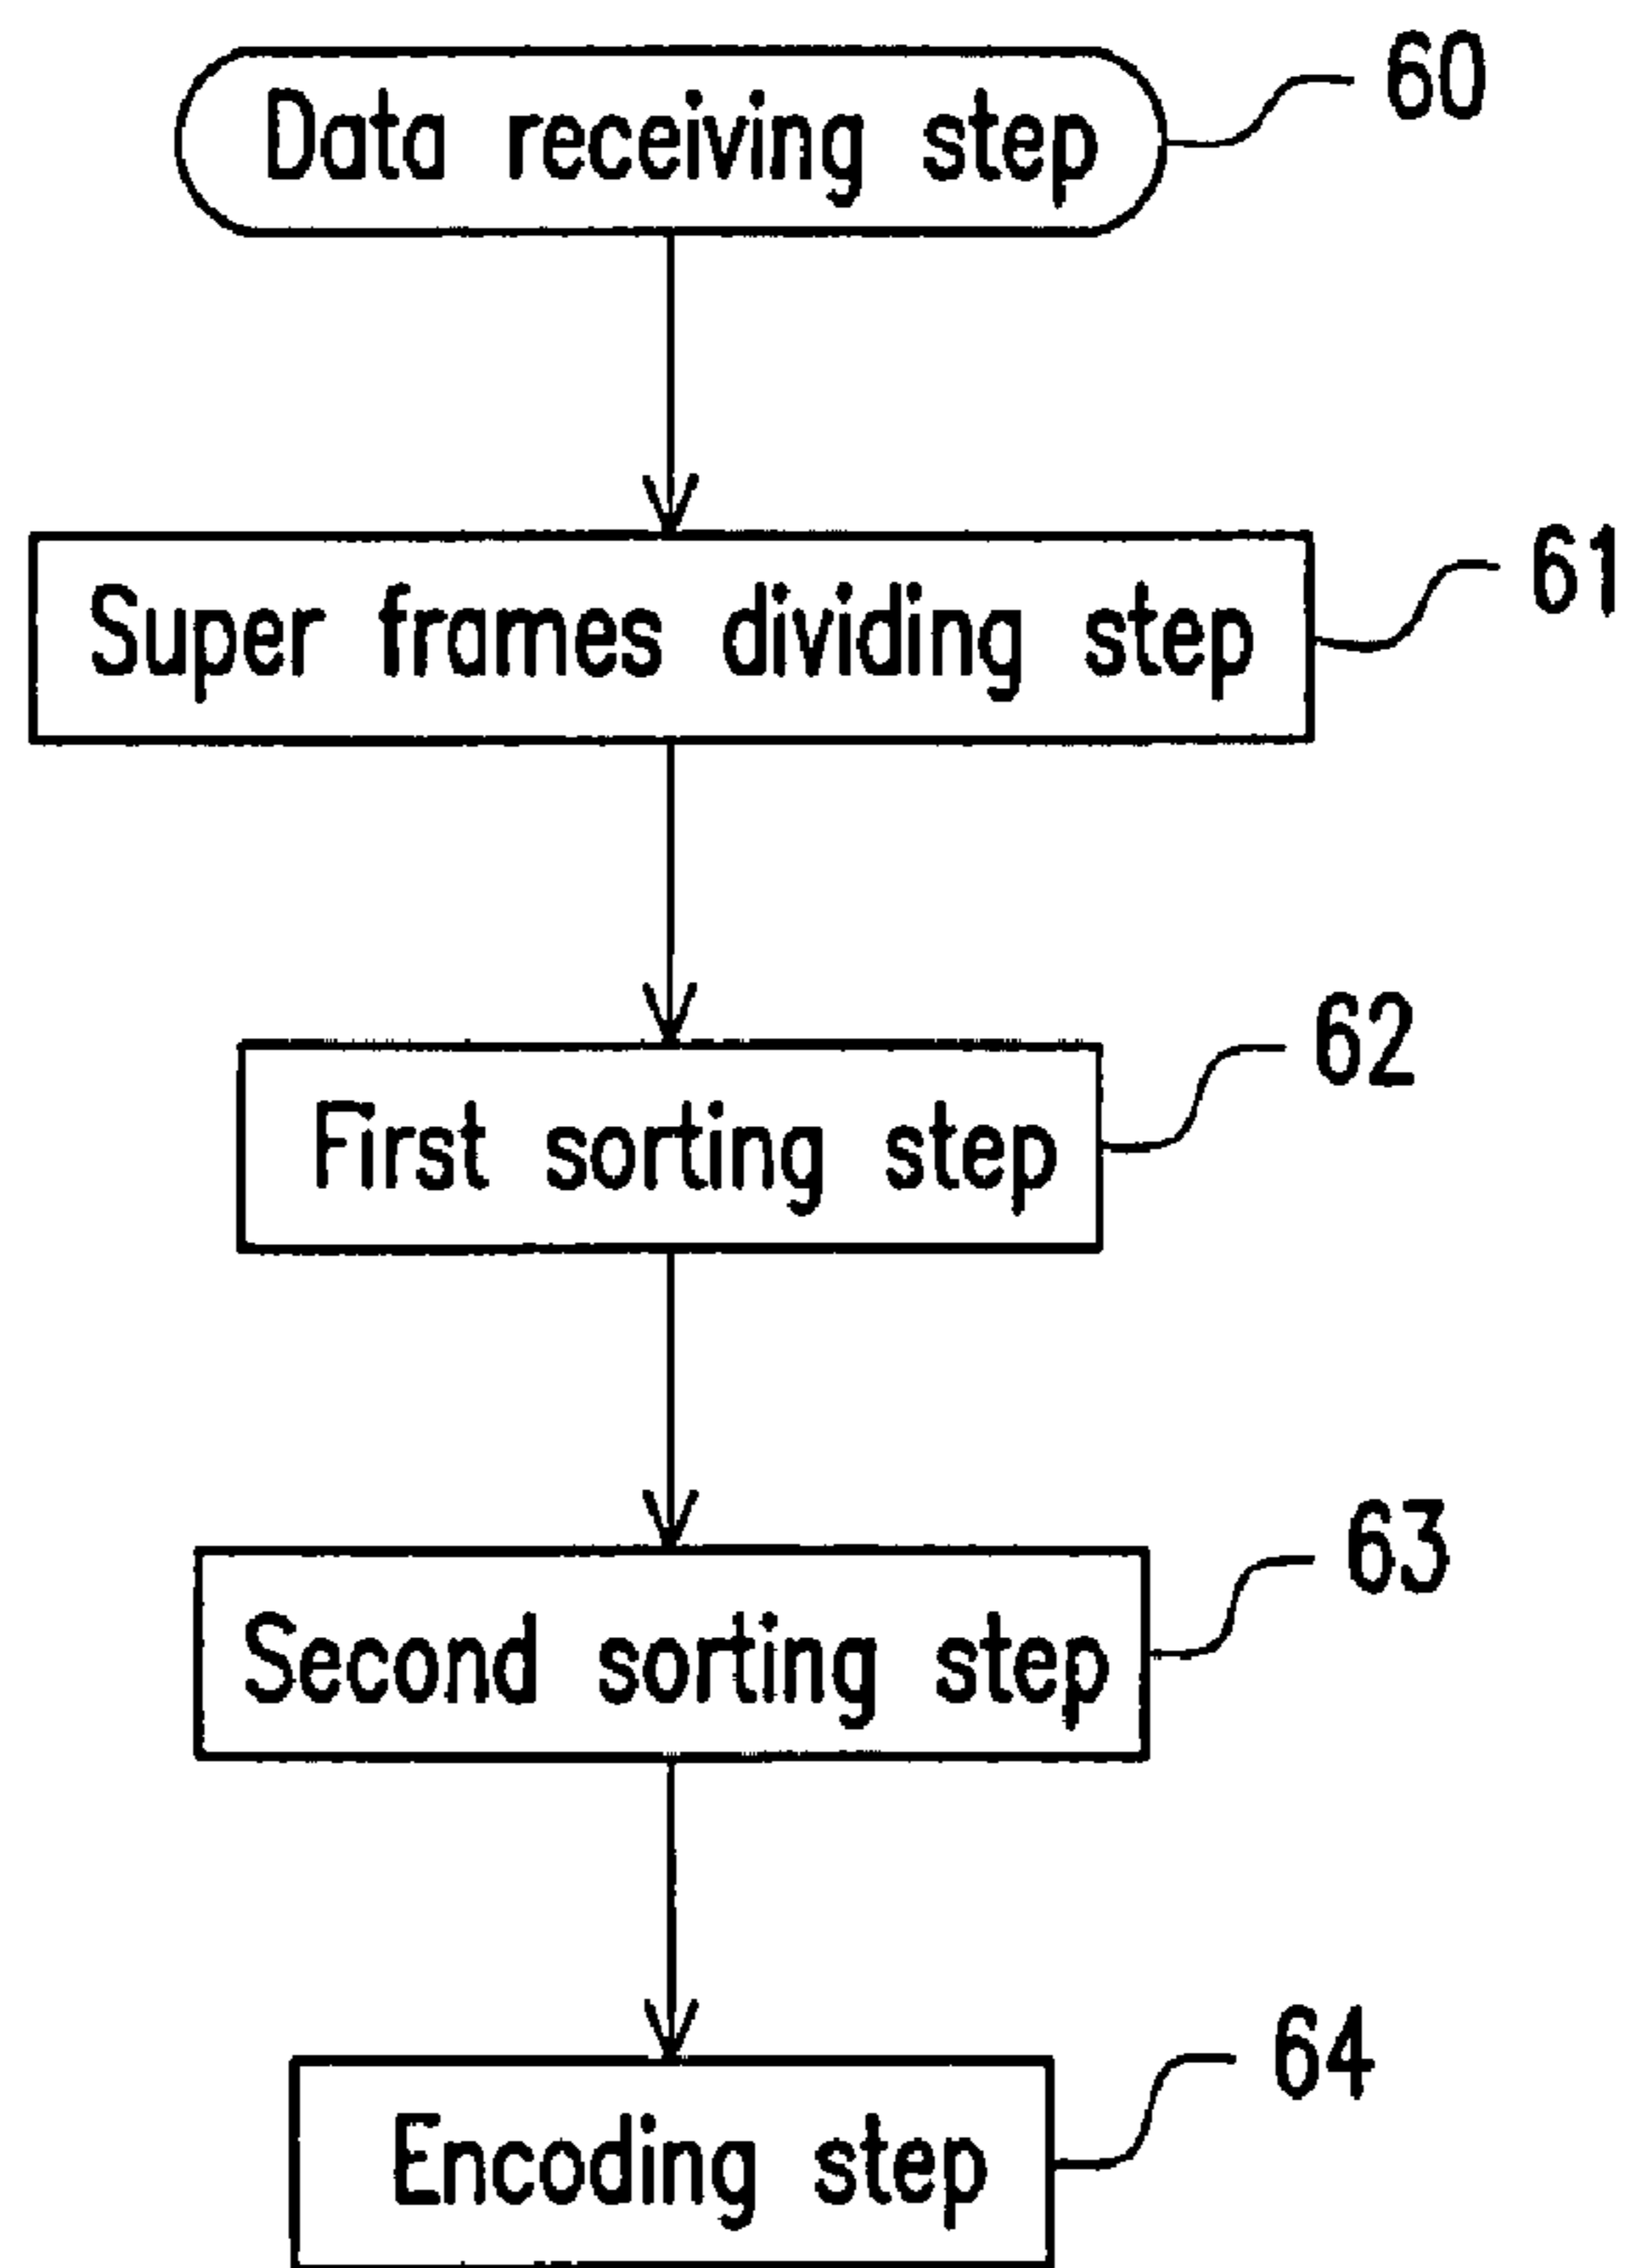 Data receiving step
60
Super frames dividing step
61
First sorting step
62
Second sorting step
63
Encoding step
64